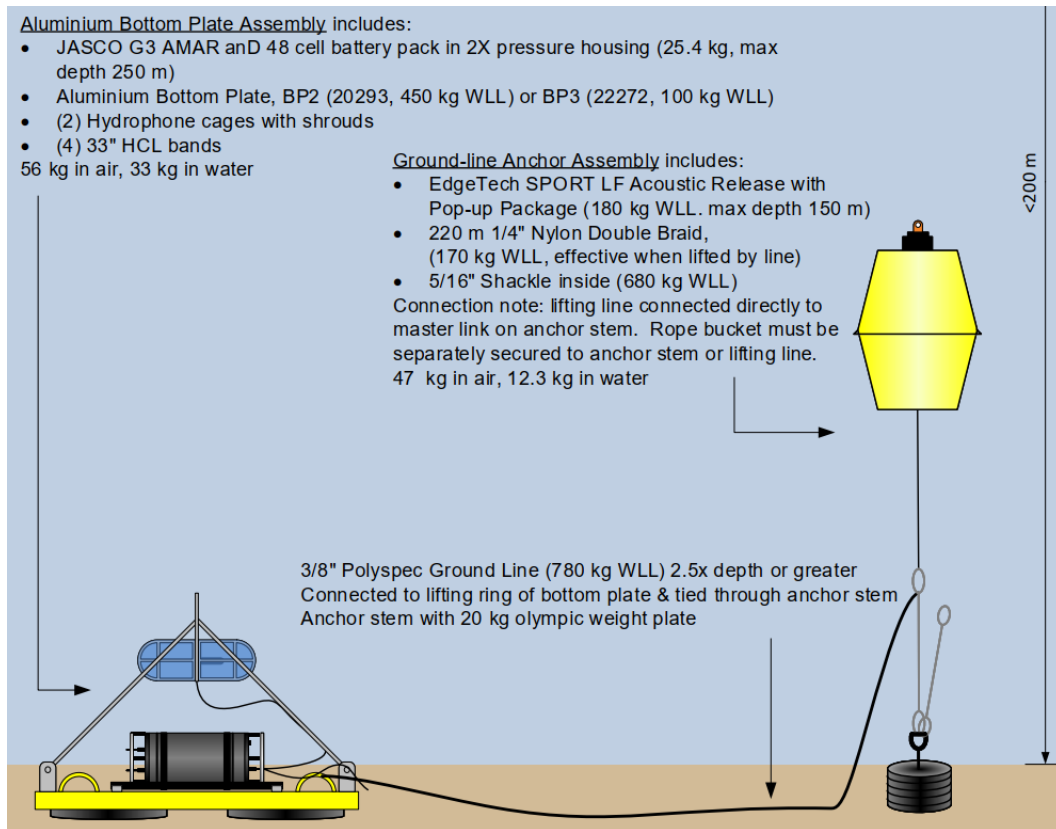 Aluminium Bottom Plate Assembly includes:
• JASCO G3 AMAR anD 48 cell battery pack in 2X pressure housing (25.4 kg, max
depth 250 m)
• Aluminium Bottom Plate, BP2 (20293, 450 kg WLL) or BP3 (22272, 100 kg WLL)
• (2) Hydrophone cages with shrouds
• (4) 33" HCL bands
56 kg in air, 33 kg in water
Ground-line Anchor Assembly includes:
• EdgeTech SPORT LF Acoustic Release with
Pop-up Package (180 kg WLL. max depth 150 m)
• 220 m 1/4" Nylon Double Braid,
(170 kg WLL, effective when lifted by line)
• 5/16" Shackle inside (680 kg WLL)
Connection note: lifting line connected directly to
master link on anchor stem. Rope bucket must be
separately secured to anchor stem or lifting line.
47 kg in air, 12.3 kg in water
<200 m
3/8" Polyspec Ground Line (780 kg WLL) 2.5x depth or greater
Connected to lifting ring of bottom plate & tied through anchor stem
Anchor stem with 20 kg olympic weight plate